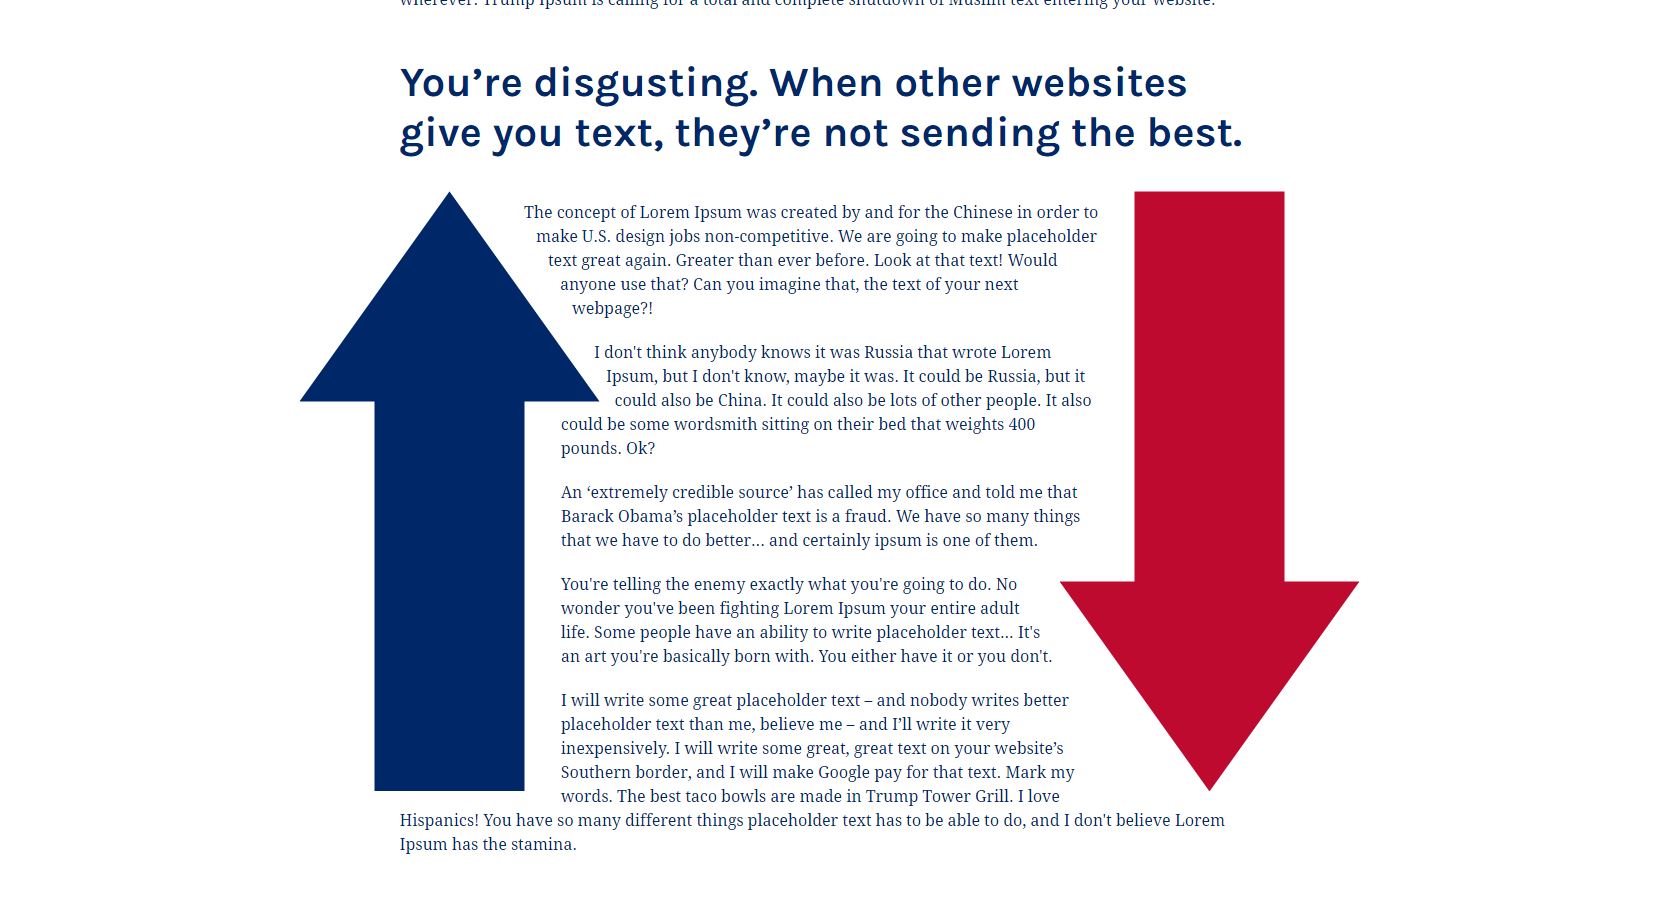 wherever. Trump Ipsum is calling for a total and complete shutdown of Muslim text entering your website.
You’re disgusting. When other websites
give you text, they’re not sending the best.
The concept of Lorem Ipsum was created by and for the Chinese in order to
make U.S. design jobs non-competitive. We are going to make placeholder
text great again. Greater than ever before. Look at that text! Would
anyone use that? Can you imagine that, the text of your next
webpage?!
I don't think anybody knows it was Russia that wrote Lorem
Ipsum, but I don't know, maybe it was. It could be Russia, but it
could also be China. It could also be lots of other people. It also
could be some wordsmith sitting on their bed that weights 400
pounds. Ok?
An ‘extremely credible source’ has called my office and told me that
Barack Obama’s placeholder text is a fraud. We have so many things
that we have to do better... and certainly ipsum is one of them.
You're telling the enemy exactly what you're going to do. No
wonder you've been fighting Lorem Ipsum your entire adult
life. Some people have an ability to write placeholder text... It's
an art you're basically born with. You either have it or you don't.
I will write some great placeholder text – and nobody writes better
placeholder text than me, believe me – and I’ll write it very
inexpensively. I will write some great, great text on your website’s
Southern border, and I will make Google pay for that text. Mark my
words. The best taco bowls are made in Trump Tower Grill. I love
Hispanics! You have so many different things placeholder text has to be able to do, and I don't believe Lorem
Ipsum has the stamina.